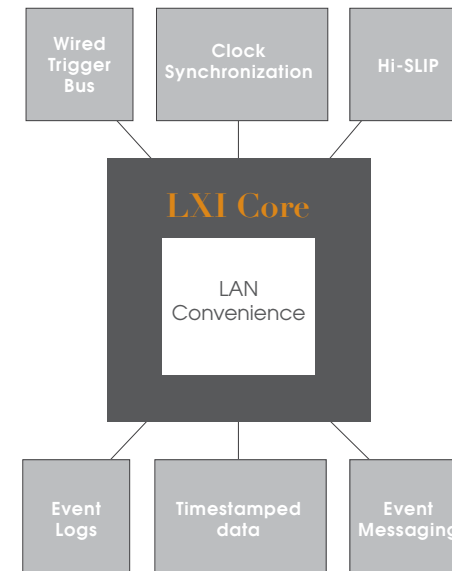 Wired
Trigger
Bus
Clock
Synchronization
Hi-SLIP
LXI Core
LAN
Convenience
Event
Logs
Timestamped
data
Event
Messaging